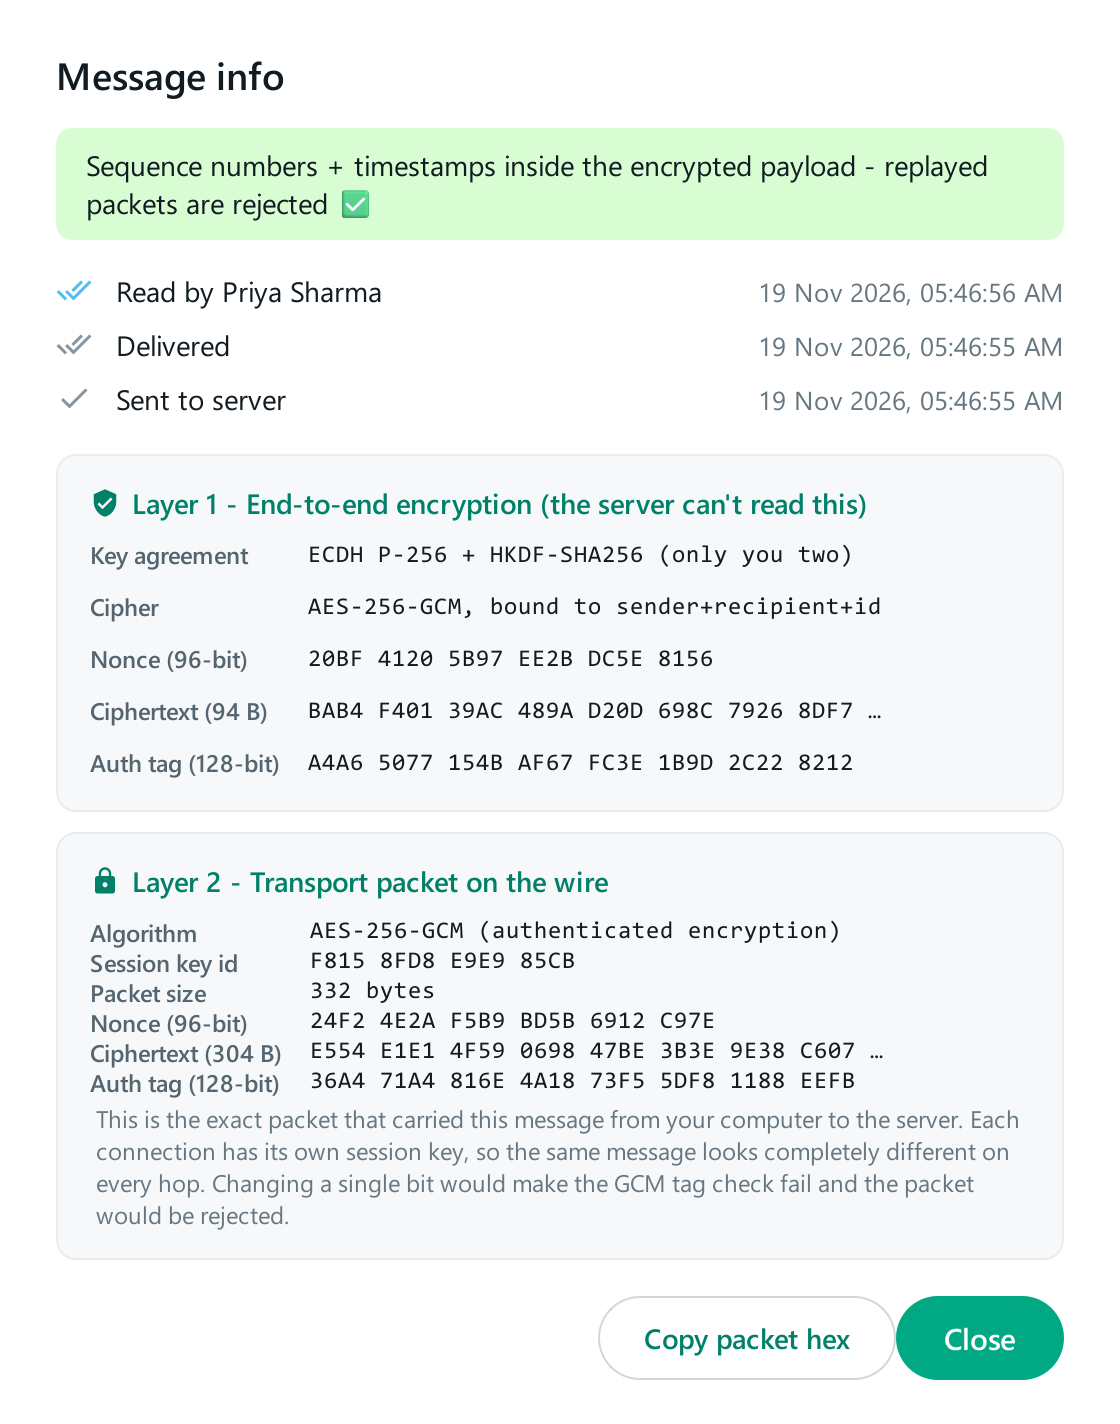 Message info
Sequence numbers + timestamps inside the encrypted payload - replayed
packets are rejected ✅
Read by Priya Sharma 19 Nov 2026, 05:46:56 AM
Delivered 19 Nov 2026, 05:46:55 AM
Sent to server 19 Nov 2026, 05:46:55 AM
Layer 1 - End-to-end encryption (the server can't read this)
Key agreement ECDH P-256 + HKDF-SHA256 (only you two)
Cipher AES-256-GCM, bound to sender+recipient+id
Nonce (96-bit) 20BF 4120 5B97 EE2B DC5E 8156
Ciphertext (94 B) BAB4 F401 39AC 489A D20D 698C 7926 8DF7 …
Auth tag (128-bit) A4A6 5077 154B AF67 FC3E 1B9D 2C22 8212
Layer 2 - Transport packet on the wire
Algorithm AES-256-GCM (authenticated encryption)
Session key id F815 8FD8 E9E9 85CB
Packet size 332 bytes
Nonce (96-bit) 24F2 4E2A F5B9 BD5B 6912 C97E
Ciphertext (304 B) E554 E1E1 4F59 0698 47BE 3B3E 9E38 C607 …
Auth tag (128-bit) 36A4 71A4 816E 4A18 73F5 5DF8 1188 EEFB
This is the exact packet that carried this message from your computer to the server. Each
connection has its own session key, so the same message looks completely different on
every hop. Changing a single bit would make the GCM tag check fail and the packet
would be rejected.
Copy packet hex Close